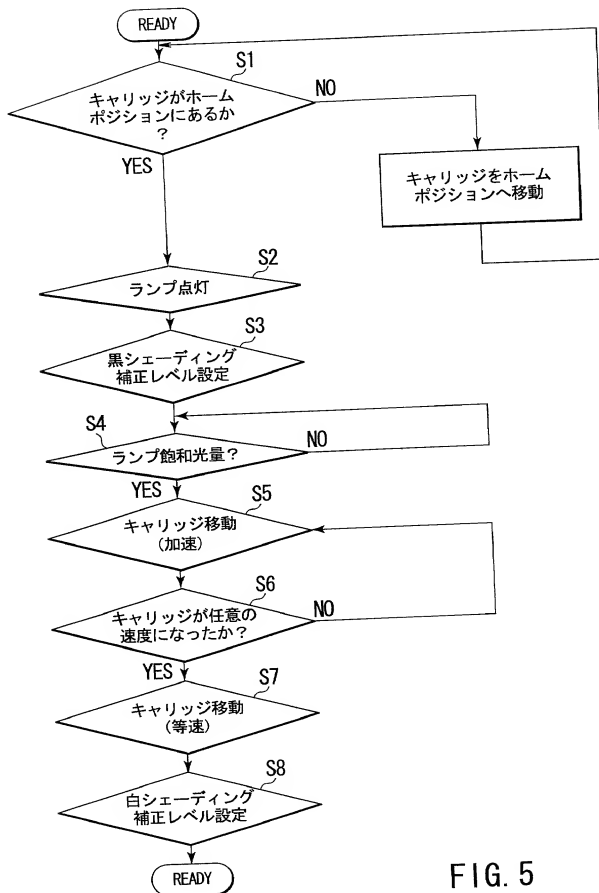 READY
S1
キャリッジがホーム
ポジションにあるか
?
NO
YES
キャリッジをホーム
ポジションへ移動
S2
ランプ点灯
S3
黒シェーディング
補正レベル設定
S4
ランプ飽和光量?
NO
YES
S5
キャリッジ移動
(加速)
S6
キャリッジが任意の
速度になったか?
NO
YES
S7
キャリッジ移動
(等速)
S8
白シェーディング
補正レベル設定
READY
FIG. 5